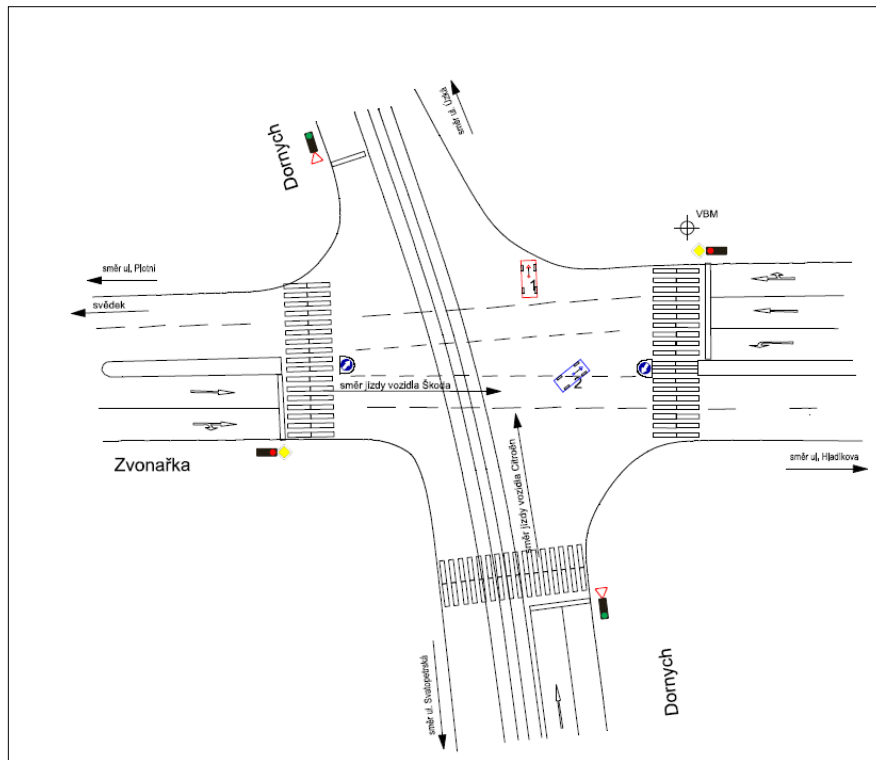 směr ul. Úzká
Dornych
VBM
směr ul, Plotní
svědek
1
2
směr jízdy vozidla Škoda
směr jízdy vozidla Citroën
Zvonařka
směr ul, Hladíkova
směr ul. Svatopetrská
Dornych